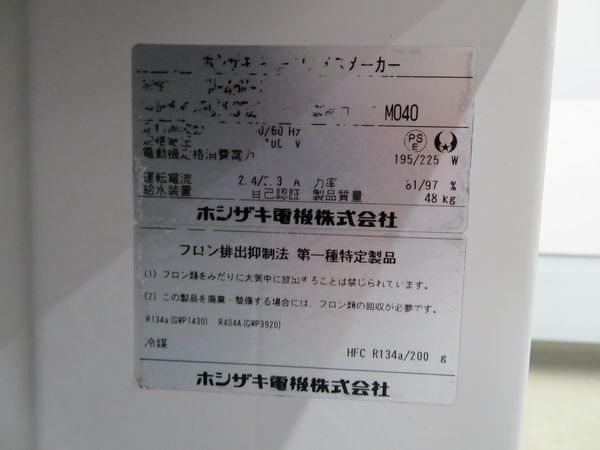 ホシザキ メーカー
M040
0/60 Hz
V
電動機定格消費電力 195/225 W
PS
E
運転電流 2.4/2.3 A 力率 81/97 %
給水装置 自己認証 製品質量 48 kg
ホシザキ電機株式会社
フロン排出抑制法 第一種特定製品
(1) フロン類をみだりに大気中に放出することは禁じられています。
(2) この製品を廃棄・整備する場合には、フロン類の回収が必要です。
R134a(GWP1430) R404A(GWP3920)
冷媒 HFC R134a/200 g
ホシザキ電機株式会社